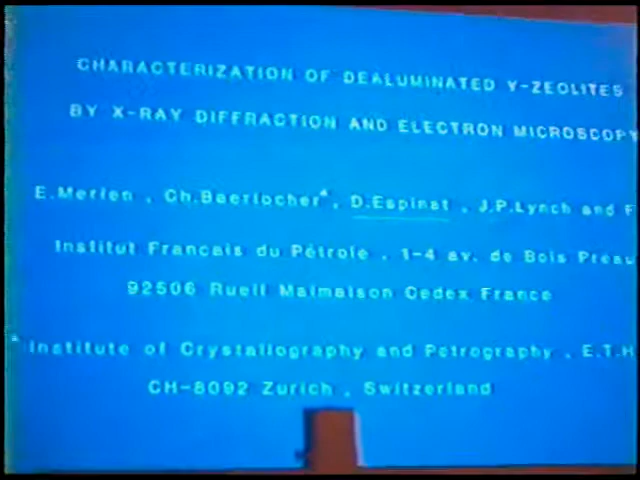 CHARACTERIZATION OF DEALUMINATED Y-ZEOLITES
BY X-RAY DIFFRACTION AND ELECTRON MICROSCOPY
E.Merlen , Ch.Baerlocher*, D.Espinat , J.P.Lynch and F
Institut Francais du Pétrole , 1-4 av. de Bois Préau
92506 Rueil Malmaison Cedex France
* Institute of Crystallography and Petrography , E.T.H
CH-8092 Zurich , Switzerland